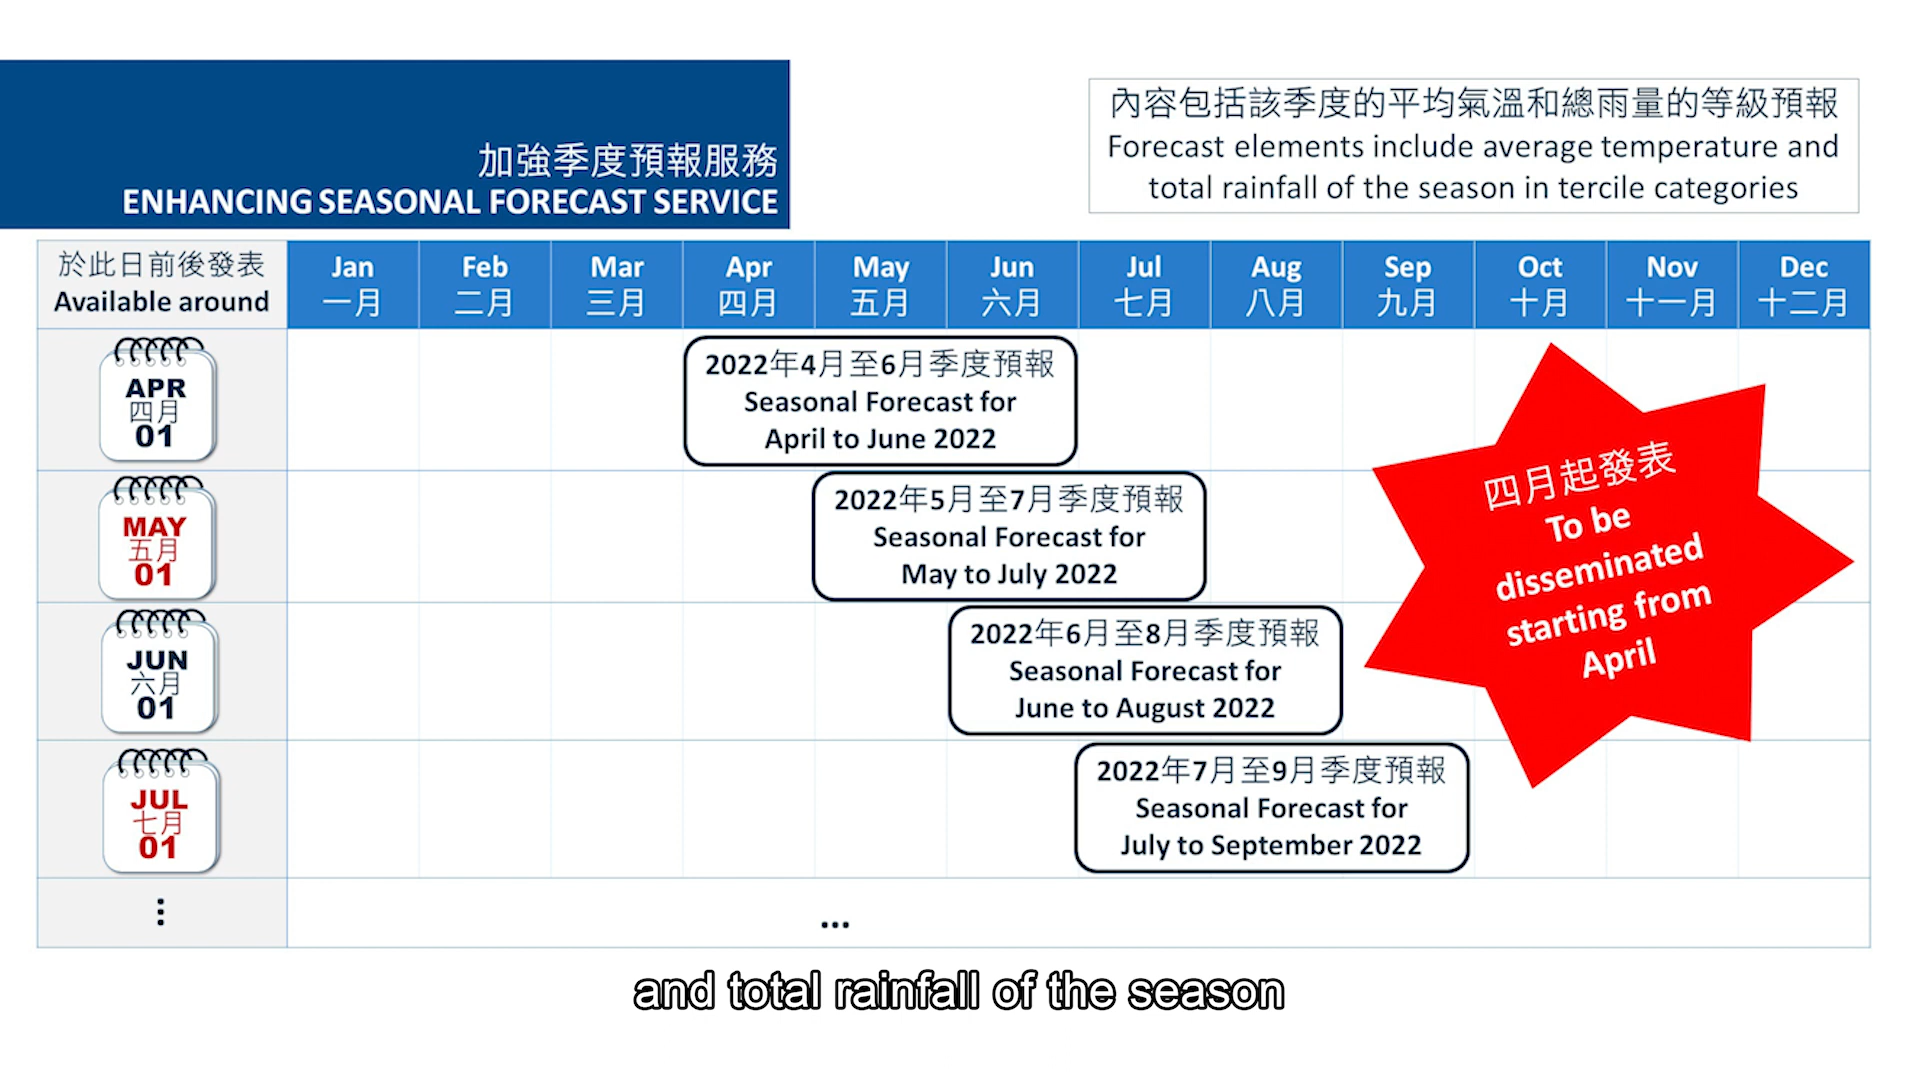 加強季度預報服務
ENHANCING SEASONAL FORECAST SERVICE
內容包括該季度的平均氣溫和總雨量的等級預報
Forecast elements include average temperature and
total rainfall of the season in tercile categories
於此日前後發表
Available around
Jan
一月
Feb
二月
Mar
三月
Apr
四月
May
五月
Jun
六月
Jul
七月
Aug
八月
Sep
九月
Oct
十月
Nov
十一月
Dec
十二月
APR
四月
01
2022年4月至6月季度預報
Seasonal Forecast for
April to June 2022
MAY
五月
01
2022年5月至7月季度預報
Seasonal Forecast for
May to July 2022
JUN
六月
01
2022年6月至8月季度預報
Seasonal Forecast for
June to August 2022
JUL
七月
01
2022年7月至9月季度預報
Seasonal Forecast for
July to September 2022
四月起發表
To be
disseminated
starting from
April
⋮
...
and total rainfall of the season